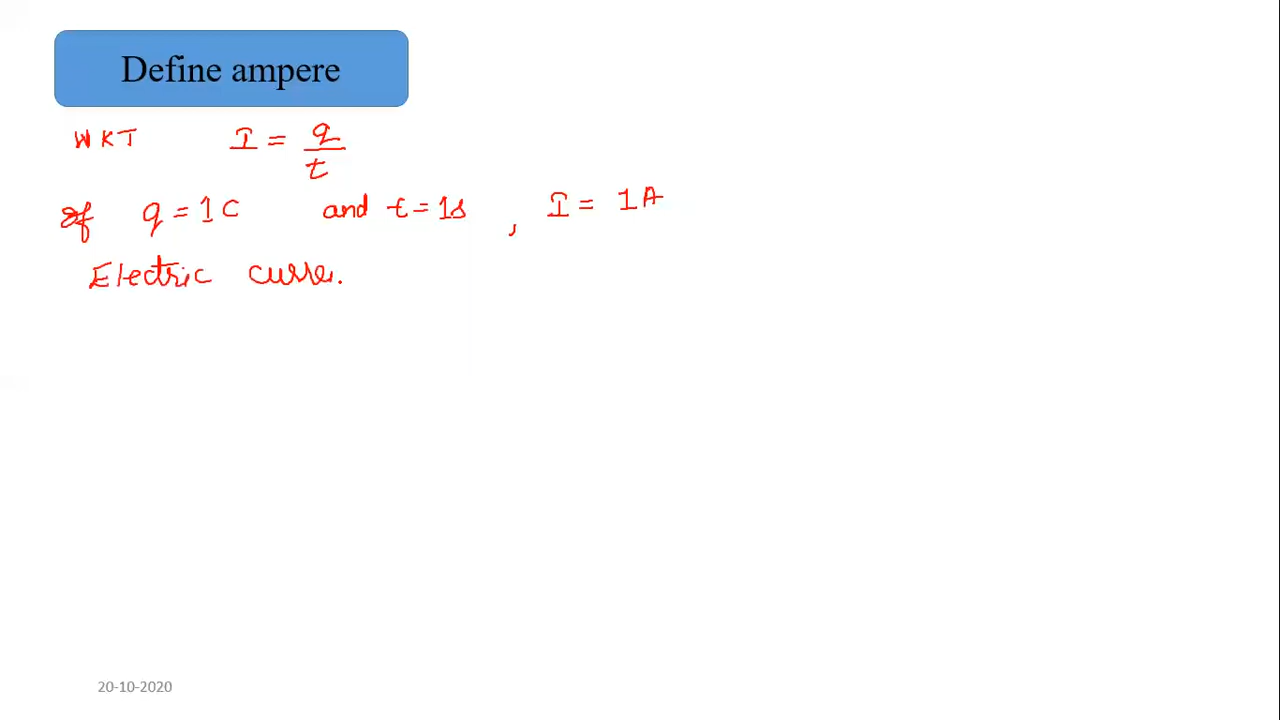 Define ampere
WKT I = q/t
If q = 1C and t = 1s , I = 1A
Electric curre.
20-10-2020